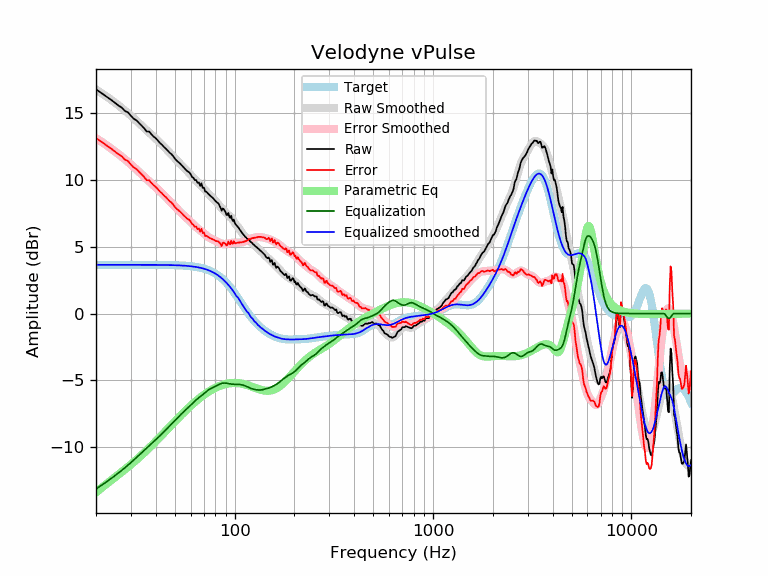 Velodyne vPulse
Target
Raw Smoothed
Error Smoothed
Raw
Error
Parametric Eq
Equalization
Equalized smoothed
15
10
5
0
−5
−10
Amplitude (dBr)
100
1000
10000
Frequency (Hz)